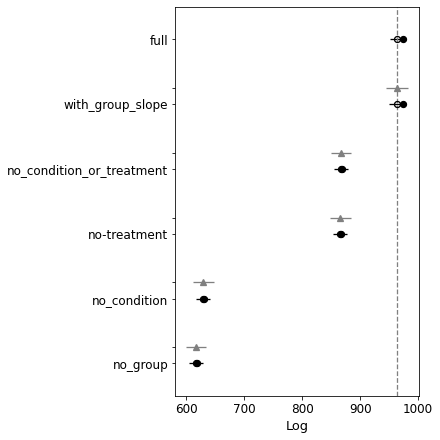 full
with_group_slope
no_condition_or_treatment
no-treatment
no_condition
no_group
600 700 800 900 1000
Log